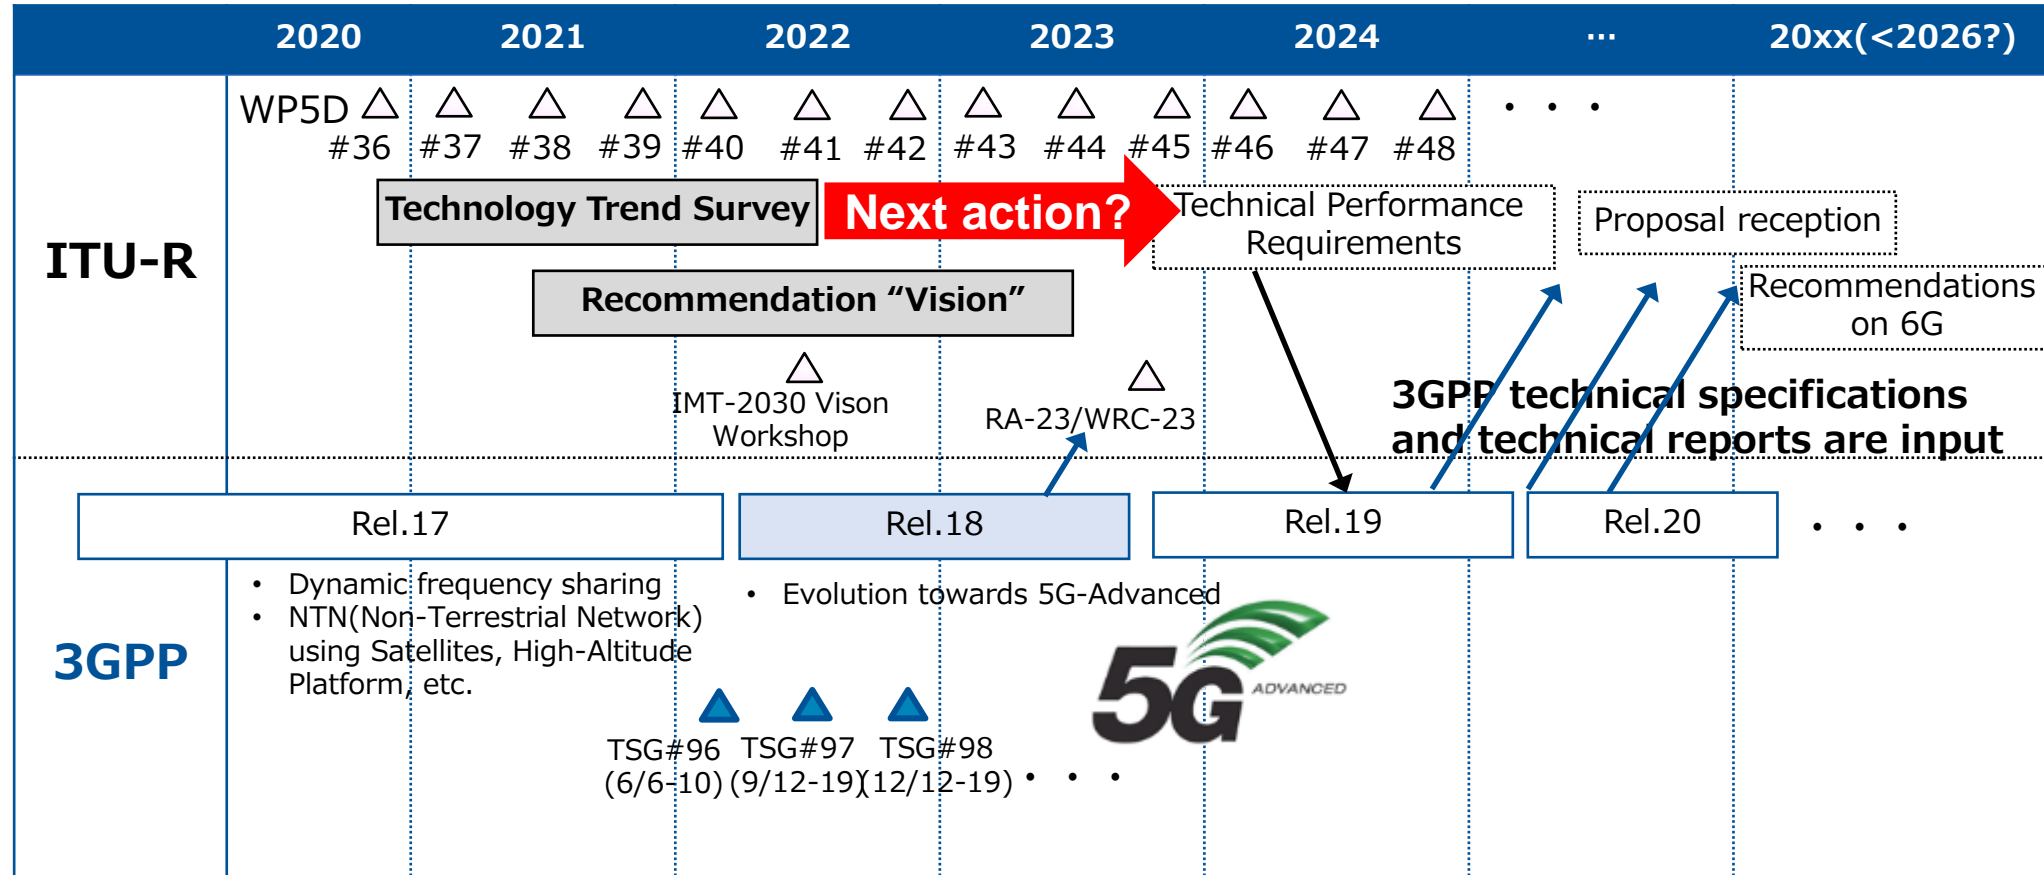 2020 2021 2022 2023 2024 … 20xx(<2026?)
ITU-R
WP5D
#36 #37 #38 #39 #40 #41 #42 #43 #44 #45 #46 #47 #48 ・・・
Technology Trend Survey
Next action?
Technical Performance
Requirements
Proposal reception
Recommendation “Vision”
Recommendations
on 6G
IMT-2030 Vison
Workshop
RA-23/WRC-23
3GPP technical specifications
and technical reports are input
3GPP
Rel.17 Rel.18 Rel.19 Rel.20 ・・・
• Dynamic frequency sharing
• NTN(Non-Terrestrial Network)
using Satellites, High-Altitude
Platform, etc.
• Evolution towards 5G-Advanced
5G ADVANCED
TSG#96 TSG#97 TSG#98
(6/6-10) (9/12-19) (12/12-19) ・・・